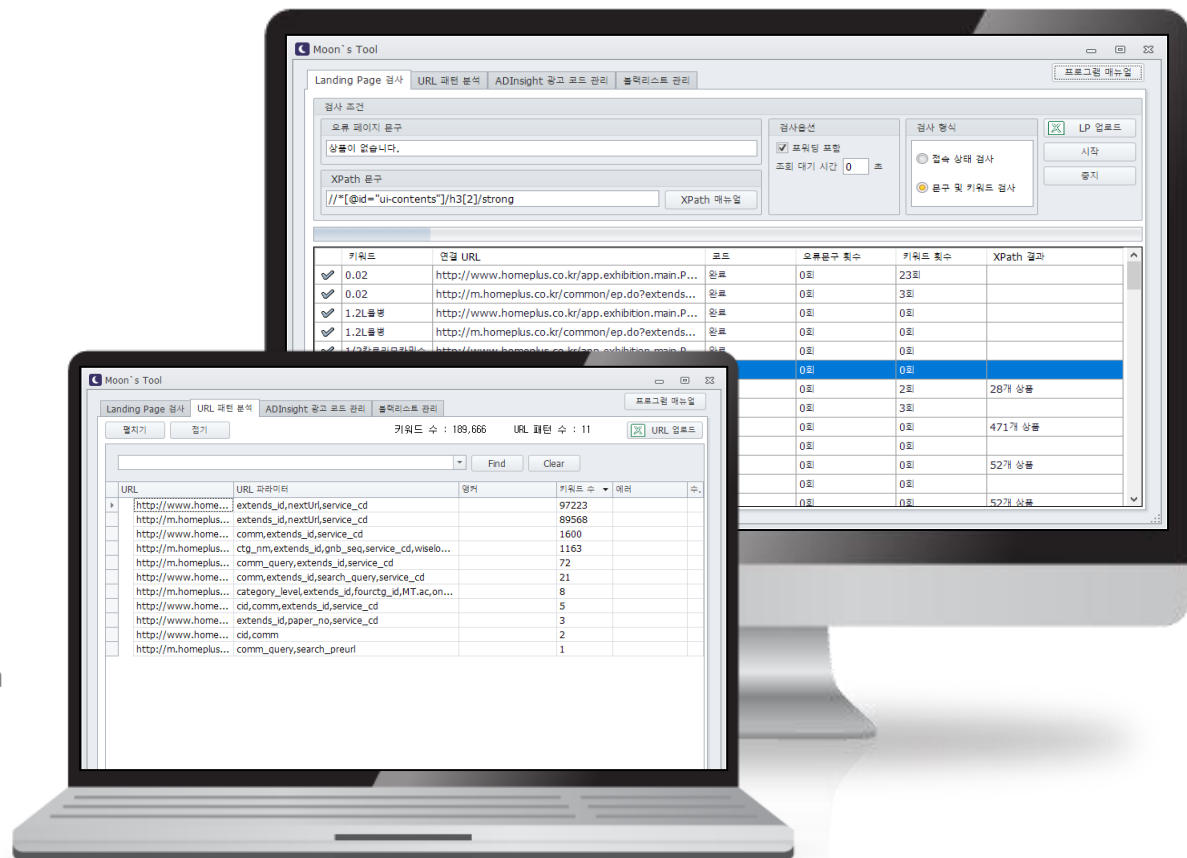 Moon`s Tool
프로그램 매뉴얼
Landing Page 검사 URL 패턴 분석 ADInsight 광고 코드 관리 블랙리스트 관리
검사 조건
오류 페이지 문구
상품이 없습니다.
XPath 문구
//*[@id="ui-contents"]/h3[2]/strong XPath 매뉴얼
검사옵션
포워딩 포함
조회 대기 시간 0 초
검사 형식
접속 상태 검사
문구 및 키워드 검사
LP 업로드
시작
중지
키워드 연결 URL 코드 오류문구 횟수 키워드 횟수 XPath 결과
0.02 http://www.homeplus.co.kr/app.exhibition.main.P... 완료 0회 23회
0.02 http://m.homeplus.co.kr/common/ep.do?extends... 완료 0회 3회
1.2L물병 http://www.homeplus.co.kr/app.exhibition.main.P... 완료 0회 0회
1.2L물병 http://m.homeplus.co.kr/common/ep.do?extends... 완료 0회 0회
0회 0회
0회 0회
0회 2회 28개 상품
0회 3회
0회 0회 471개 상품
0회 0회
0회 0회 52개 상품
0회 0회
0회 0회 52개 상품
Moon`s Tool
프로그램 매뉴얼
Landing Page 검사 URL 패턴 분석 ADInsight 광고 코드 관리 블랙리스트 관리
펼치기 접기 키워드 수 : 189,666 URL 패턴 수 : 11 URL 업로드
Find Clear
URL URL 파라미터 앵커 키워드 수 에러 수.
http://www.home... extends_id,nextUrl,service_cd 97223
http://m.homeplus... extends_id,nextUrl,service_cd 89568
http://www.home... comm,extends_id,service_cd 1600
http://m.homeplus... ctg_nm,extends_id,gnb_seq,service_cd,wiselo... 1163
http://m.homeplus... comm_query,extends_id,service_cd 72
http://www.home... comm,extends_id,search_query,service_cd 21
http://m.homeplus... category_level,extends_id,fourctg_id,MT.ac,on... 8
http://www.home... cid,comm,extends_id,service_cd 5
http://www.home... extends_id,paper_no,service_cd 3
http://www.home... cid,comm 2
http://m.homeplus... comm_query,search_preurl 1